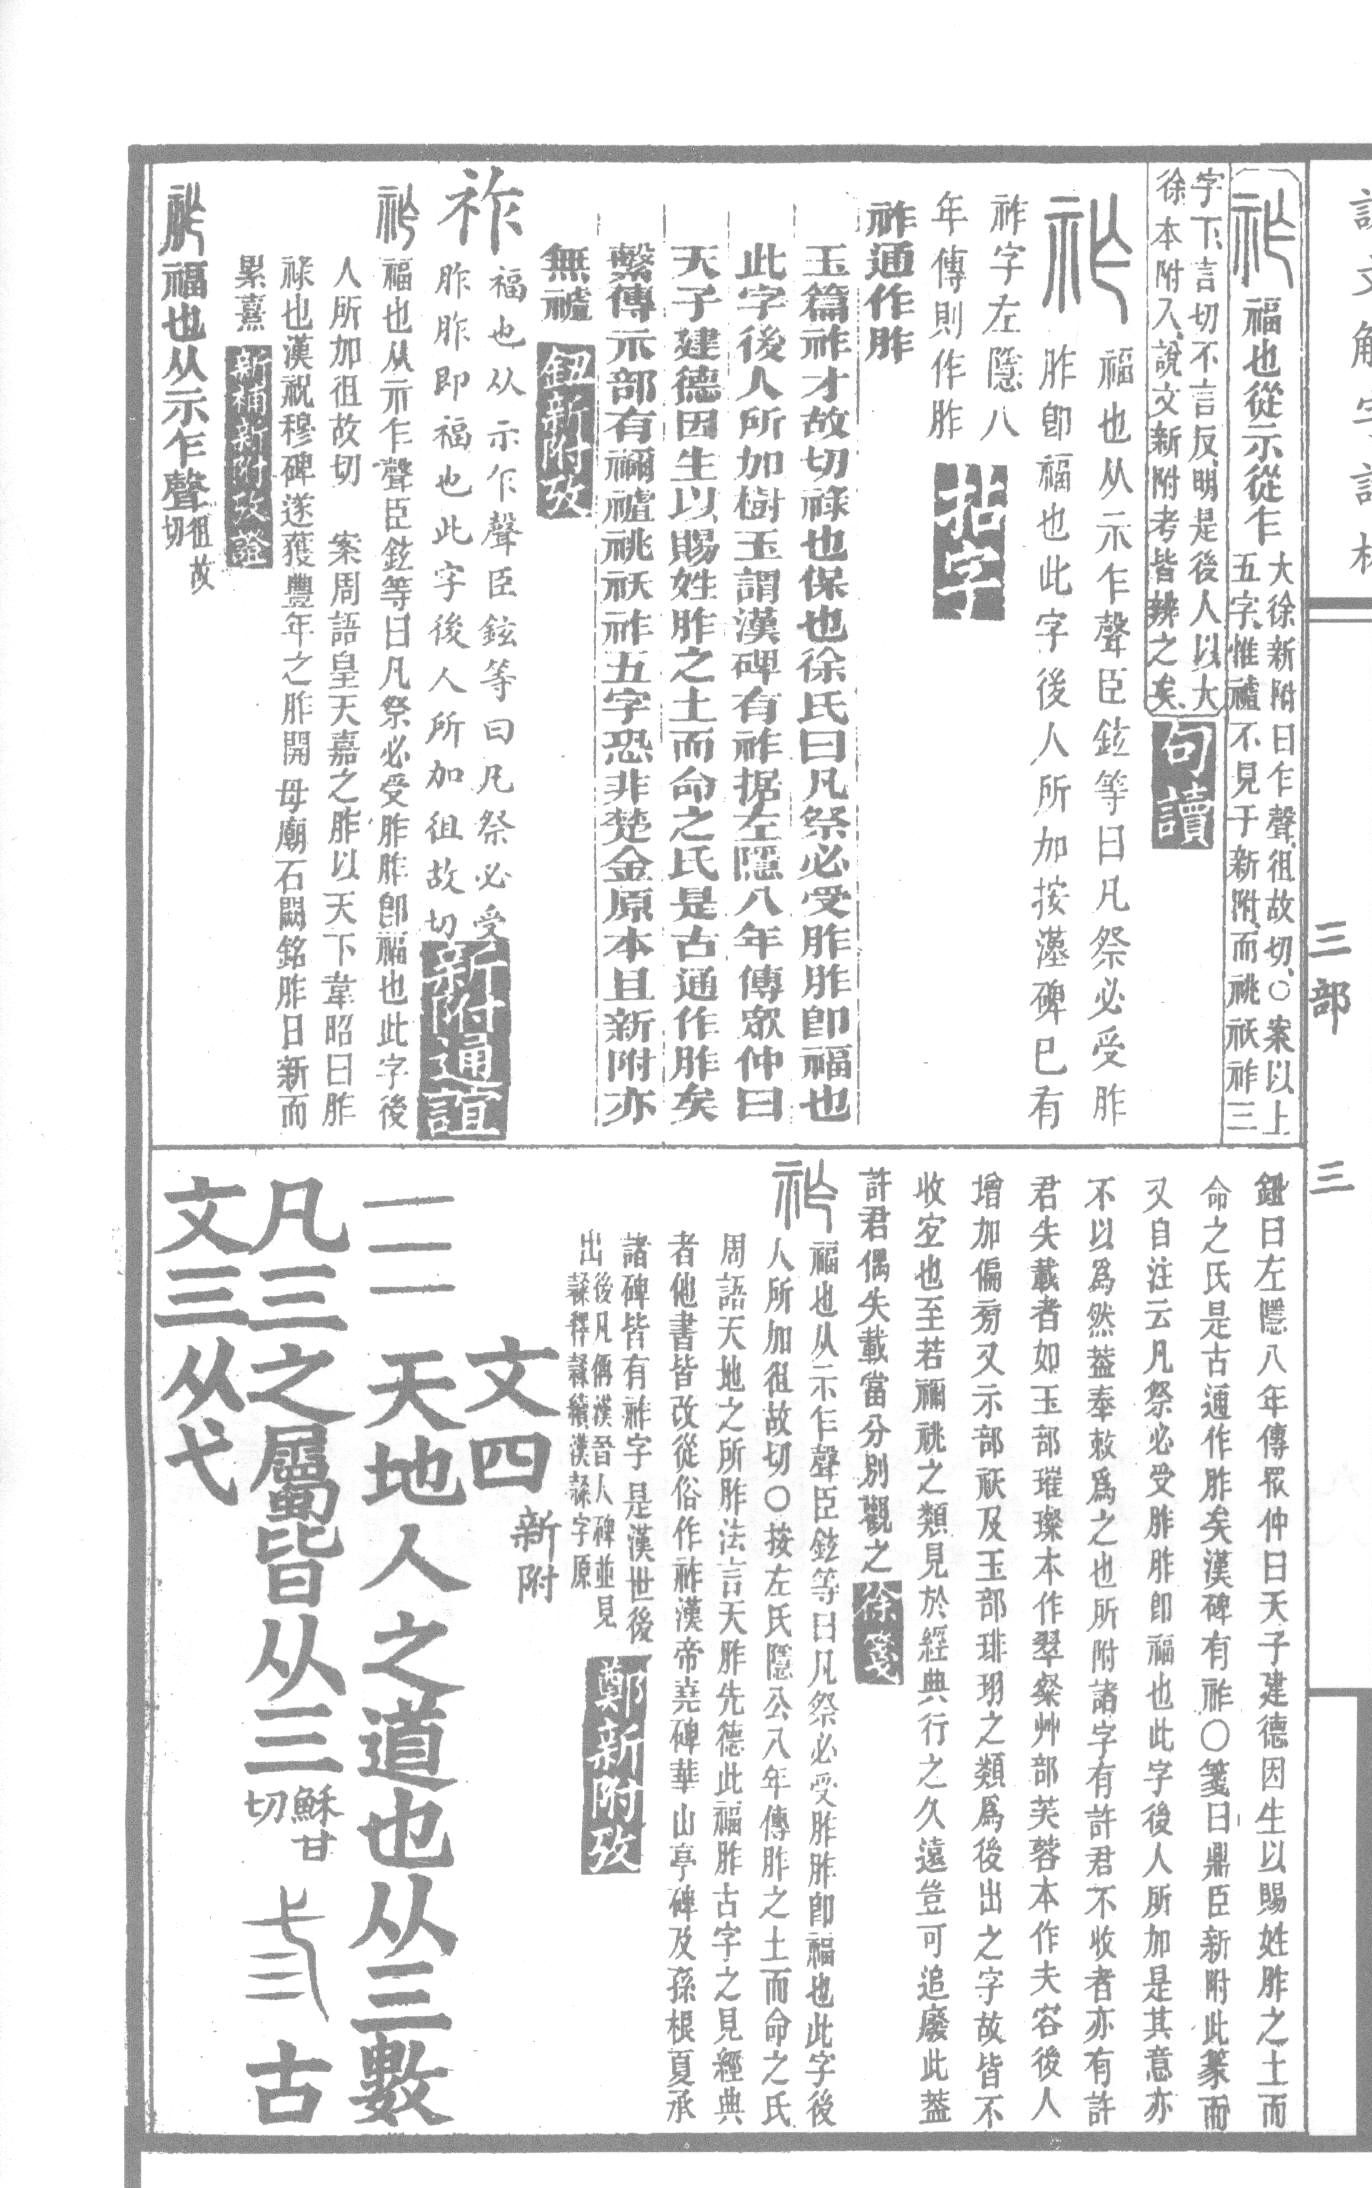 說文解字詁林
三部
三
祚 福也從示從乍 大徐新附曰乍聲徂故切○案以上
五字惟禮不見于新附而祧祆祚三
字下言切不言反明是後人以大
徐本附入說文新附考皆辨之矣 句讀
祚 福也从示乍聲臣鉉等曰凡祭必受胙
胙卽福也此字後人所加按漢碑巳有
祚字左隱八
年傳則作胙 拈字
祚通作胙
玉篇祚才故切祿也保也徐氏曰凡祭必受胙胙卽福也
此字後人所加樹玉謂漢碑有祚据左隱八年傳眾仲曰
天子建德因生以賜姓胙之土而命之氏是古通作胙矣
繫傳示部有禰䄍祧祆祚五字恐非楚金原本且新附亦
無䄍 鈕新附攷
祚 福也从示乍聲臣鉉等曰凡祭必受
胙胙即福也此字後人所加徂故切 新附通誼
祚 福也从示乍聲臣鉉等曰凡祭必受胙胙卽福也此字後
人所加徂故切 案周語皇天嘉之胙以天下韋昭曰胙
祿也漢祝穆碑遂獲豐年之胙開母廟石闕銘胙日新而
累熹 新補新附攷證
祚 福也从示乍聲 徂故
切
鈕曰左隱八年傳眾仲曰天子建德因生以賜姓胙之土而
命之氏是古通作胙矣漢碑有祚○箋曰鼎臣新附此篆而
又自注云凡祭必受胙胙卽福也此字後人所加是其意亦
不以爲然葢奉敕爲之也所附諸字有許君不收者亦有許
君失載者如玉部璀璨本作翠粲艸部芙蓉本作夫容後人
增加偏旁又示部祆及玉部琲珝之類爲後出之字故皆不
收宐也至若禰祧之類見於經典行之久遠豈可追廢此葢
許君偶失載當分別觀之 徐箋
祚 福也从示乍聲臣鉉等曰凡祭必受胙胙卽福也此字後
人所加徂故切○按左氏隱公八年傳胙之土而命之氏
周語天地之所胙法言天胙先德此福胙古字之見經典
者他書皆改從俗作祚漢帝堯碑華山亭碑及孫根夏承
諸碑皆有祚字是漢世後
出 後凡偁漢晉人碑並見
隸釋隸續漢隸字原 鄭新附攷
文四 新附
三 天地人之道也从三數
凡三之屬皆从三 穌甘
切 弎 古
文三从弋